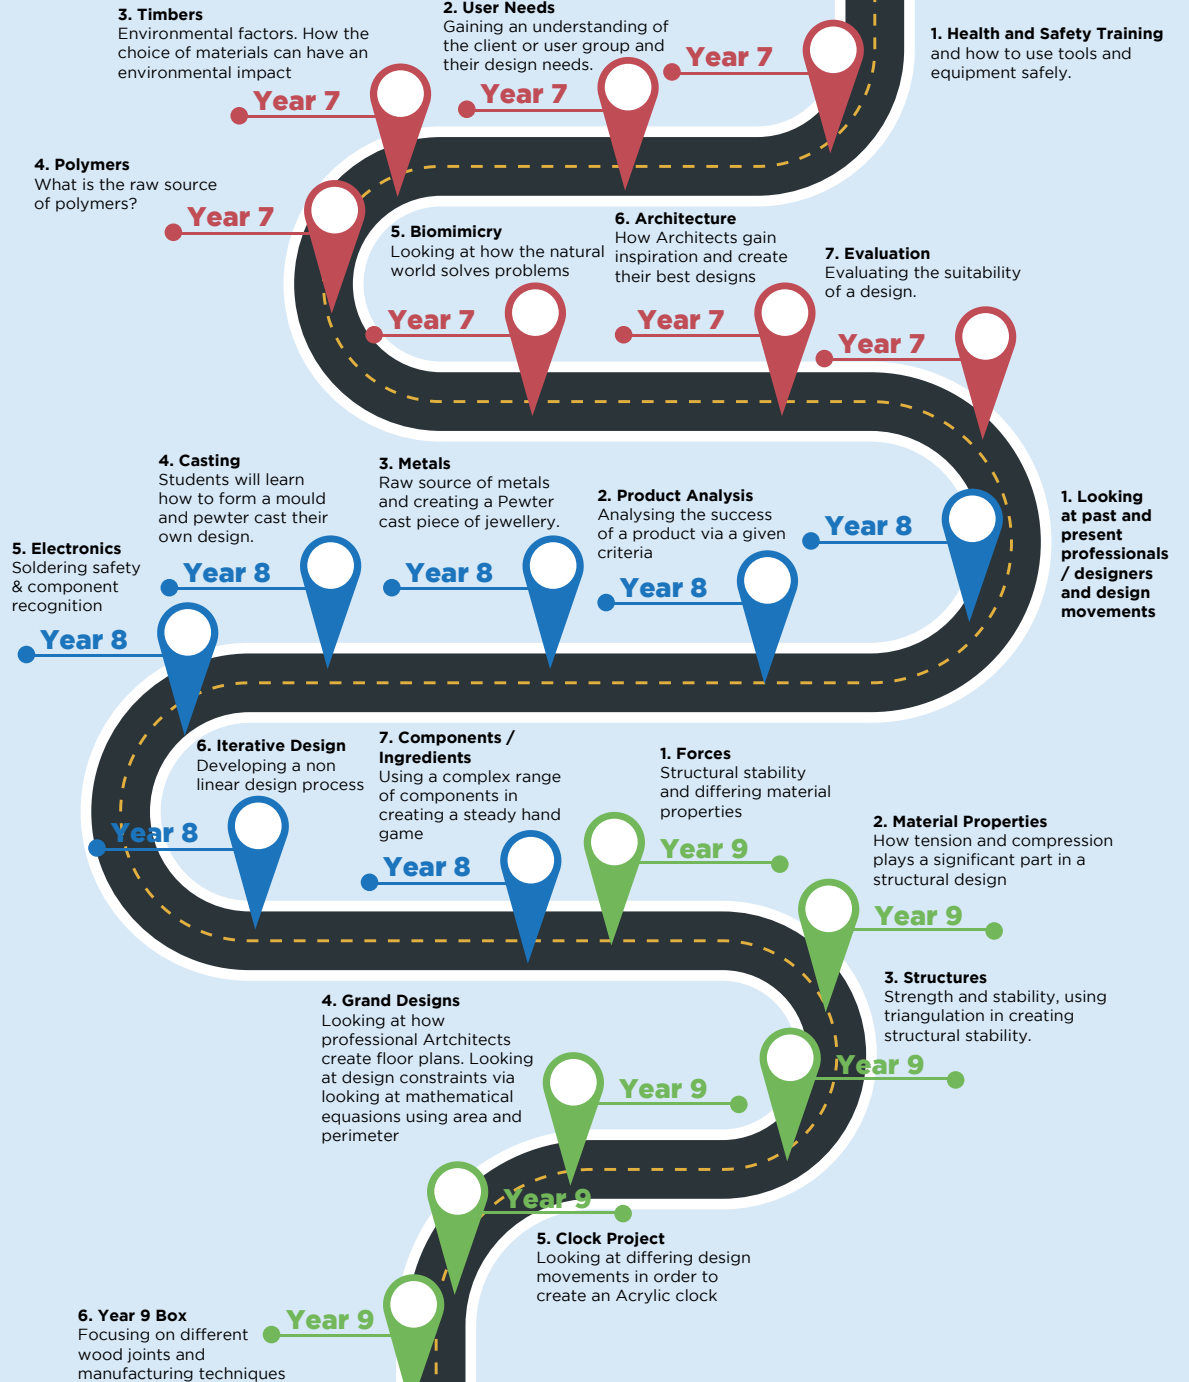 1. Health and Safety Training
and how to use tools and
equipment safely.
Year 7
2. User Needs
Gaining an understanding of
the client or user group and
their design needs.
Year 7
3. Timbers
Environmental factors. How the
choice of materials can have an
environmental impact
Year 7
4. Polymers
What is the raw source
of polymers?
Year 7
5. Biomimicry
Looking at how the natural
world solves problems
Year 7
6. Architecture
How Architects gain
inspiration and create
their best designs
Year 7
7. Evaluation
Evaluating the suitability
of a design.
Year 7
1. Looking
at past and
present
professionals
/ designers
and design
movements
Year 8
2. Product Analysis
Analysing the success
of a product via a given
criteria
Year 8
3. Metals
Raw source of metals
and creating a Pewter
cast piece of jewellery.
Year 8
4. Casting
Students will learn
how to form a mould
and pewter cast their
own design.
Year 8
5. Electronics
Soldering safety
& component
recognition
Year 8
6. Iterative Design
Developing a non
linear design process
Year 8
7. Components /
Ingredients
Using a complex range
of components in
creating a steady hand
game
Year 8
1. Forces
Structural stability
and differing material
properties
Year 9
2. Material Properties
How tension and compression
plays a significant part in a
structural design
Year 9
3. Structures
Strength and stability, using
triangulation in creating
structural stability.
Year 9
4. Grand Designs
Looking at how
professional Artchitects
create floor plans. Looking
at design constraints via
looking at mathematical
equasions using area and
perimeter
Year 9
Year 9
5. Clock Project
Looking at differing design
movements in order to
create an Acrylic clock
6. Year 9 Box
Focusing on different
wood joints and
manufacturing techniques
Year 9